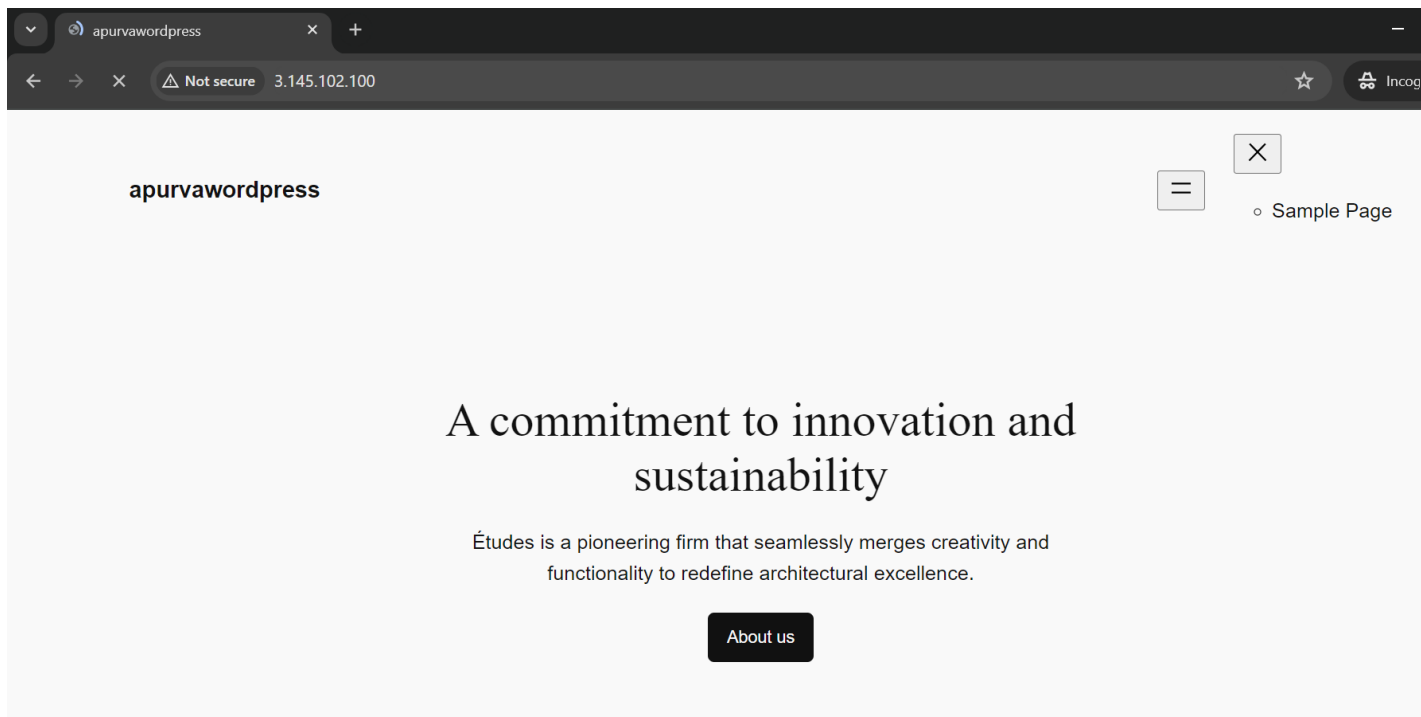 apurvawordpress
Not secure 3.145.102.100
Incog
apurvawordpress
Sample Page
A commitment to innovation and
sustainability
Études is a pioneering firm that seamlessly merges creativity and
functionality to redefine architectural excellence.
About us